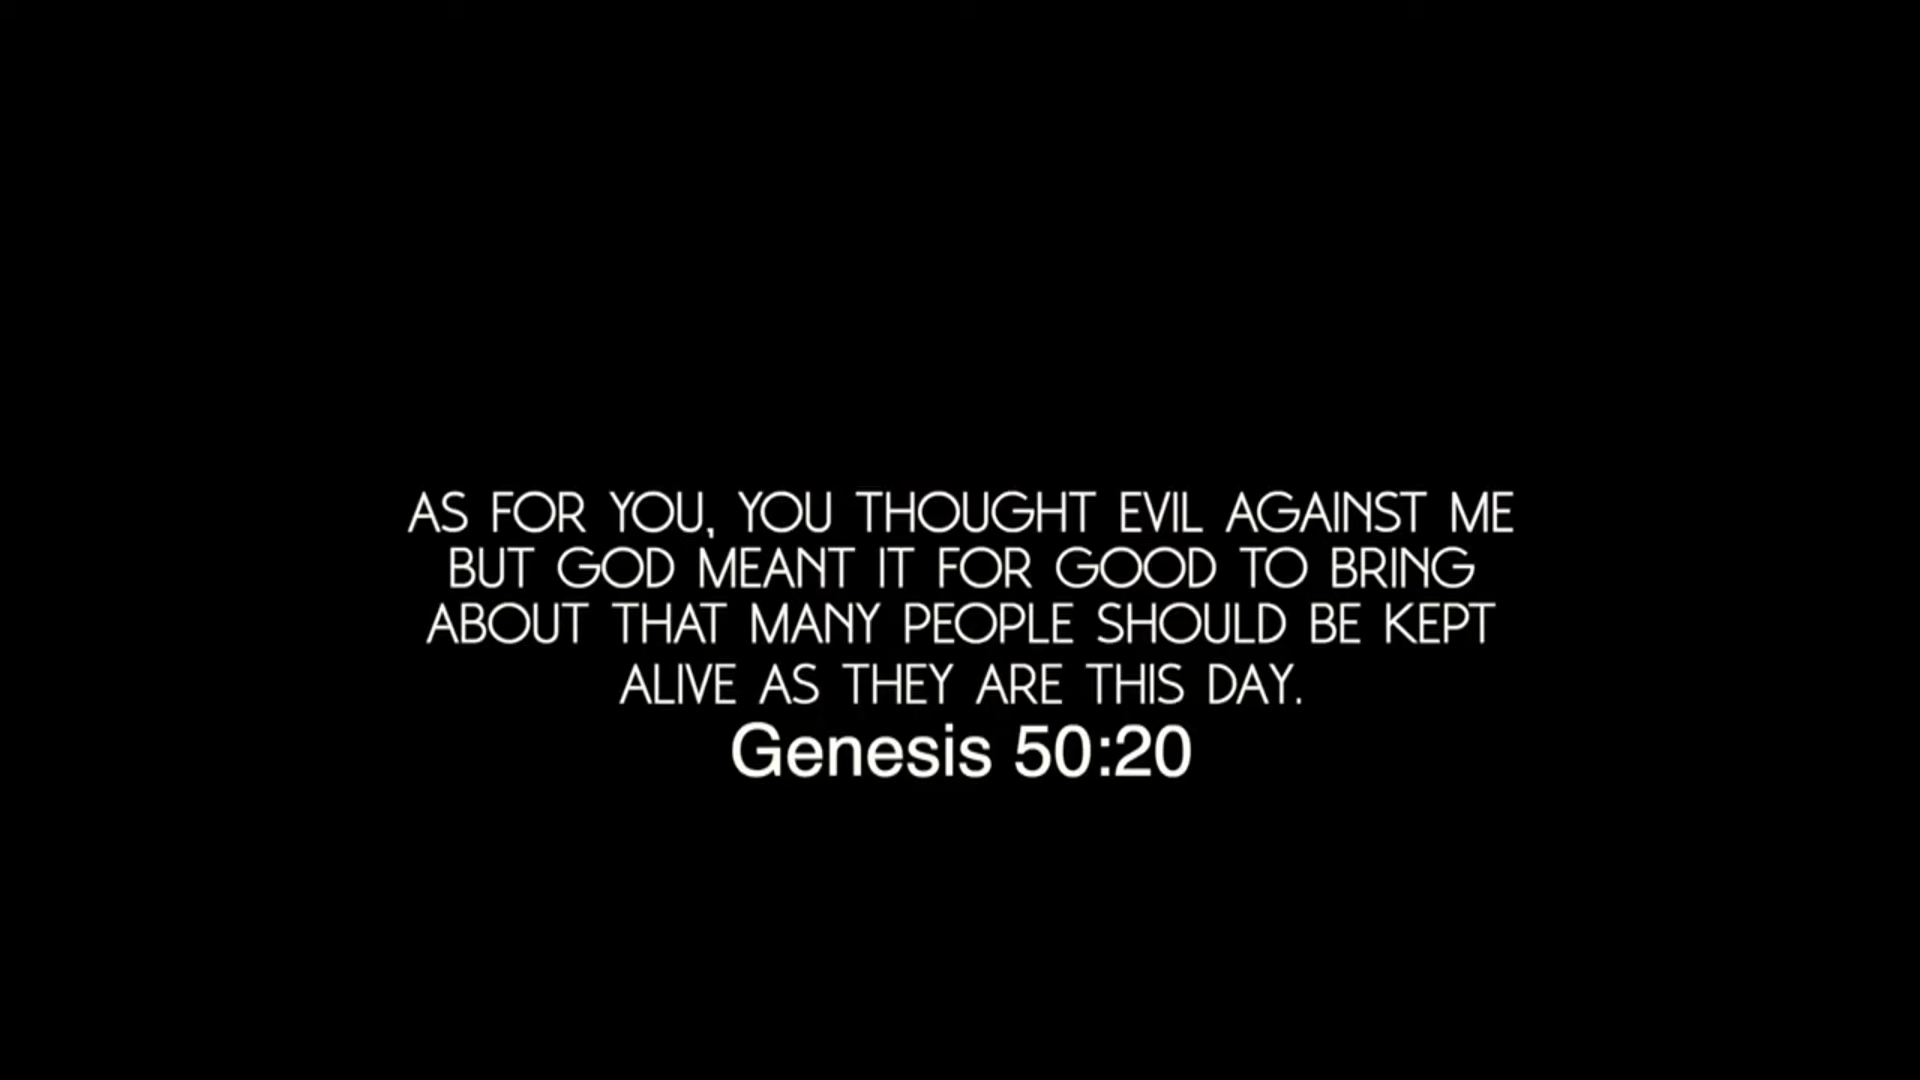 AS FOR YOU, YOU THOUGHT EVIL AGAINST ME
BUT GOD MEANT IT FOR GOOD TO BRING
ABOUT THAT MANY PEOPLE SHOULD BE KEPT
ALIVE AS THEY ARE THIS DAY.
Genesis 50:20